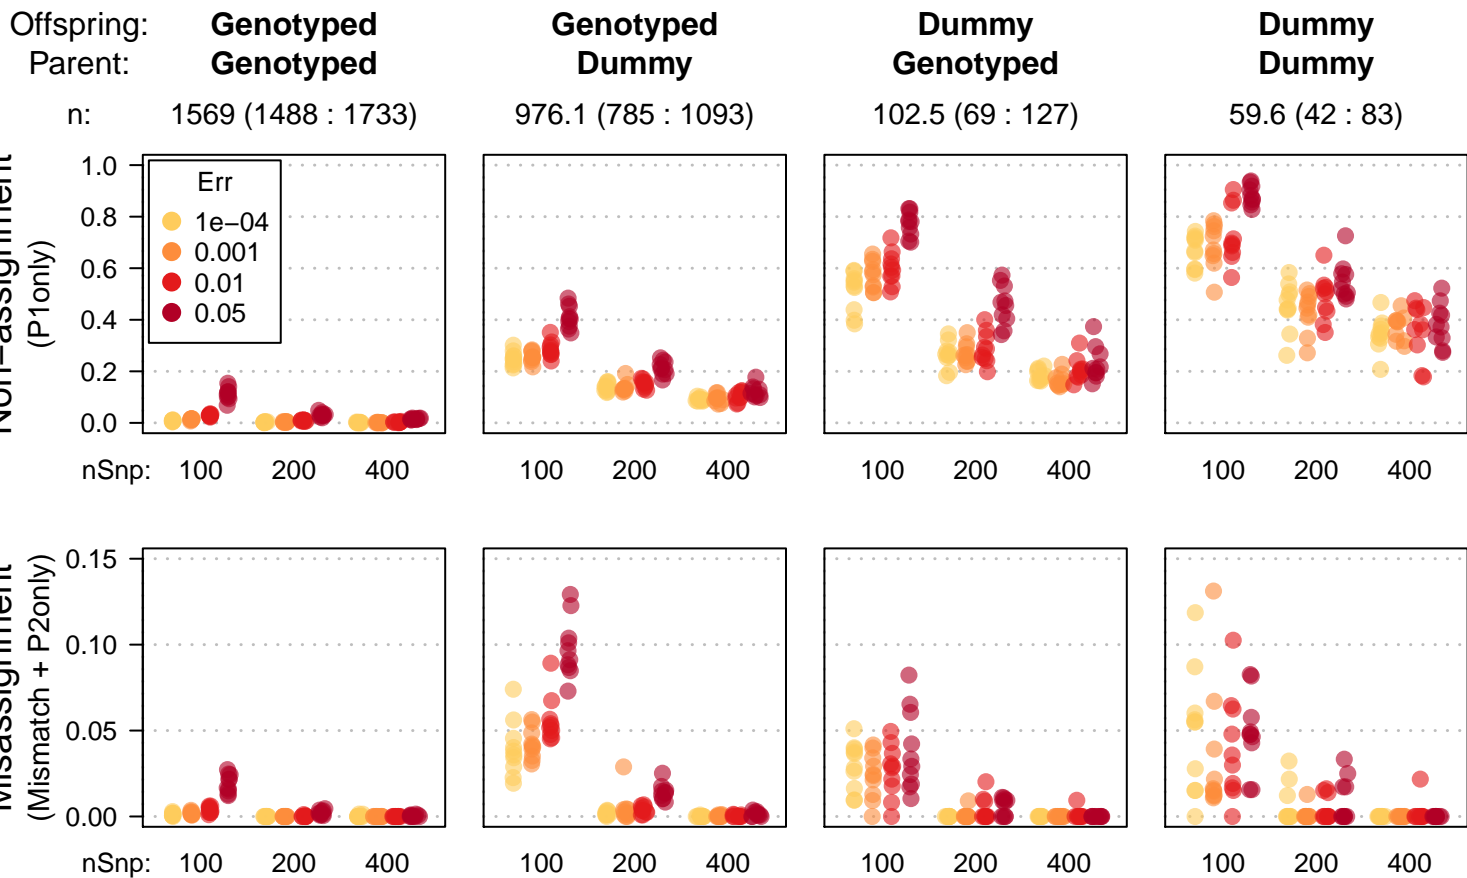 Offspring: Genotyped Genotyped Dummy Dummy
Parent: Genotyped Dummy Genotyped Dummy
n: 1569 (1488 : 1733) 976.1 (785 : 1093) 102.5 (69 : 127) 59.6 (42 : 83)
Non−assignment
(P1only)
1.0
0.8
0.6
0.4
0.2
0.0
Err
1e−04
0.001
0.01
0.05
nSnp: 100 200 400 100 200 400 100 200 400 100 200 400
Misassignment
(Mismatch + P2only)
0.15
0.10
0.05
0.00
nSnp: 100 200 400 100 200 400 100 200 400 100 200 400